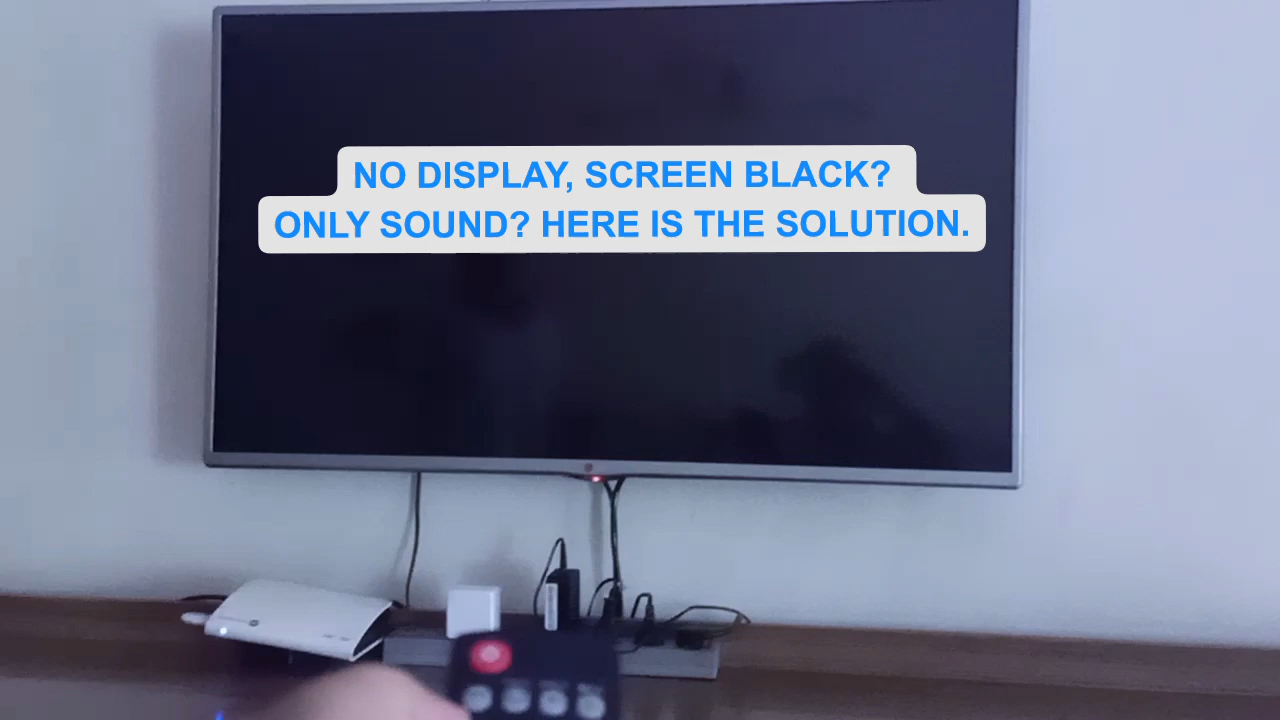 NO DISPLAY, SCREEN BLACK?
ONLY SOUND? HERE IS THE SOLUTION.